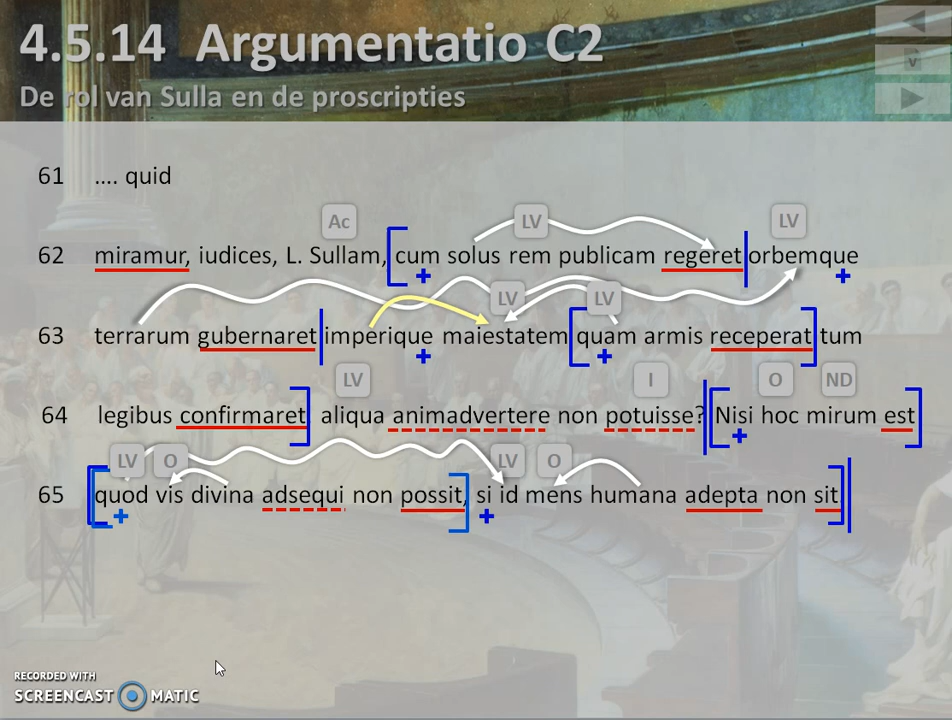 4.5.14 Argumentatio C2
De rol van Sulla en de proscripties
v
61 .... quid
Ac LV LV
62 miramur, iudices, L. Sullam, cum solus rem publicam regeret orbemque
+ +
LV LV
63 terrarum gubernaret imperique maiestatem quam armis receperat tum
+ +
LV I O ND
64 legibus confirmaret, aliqua animadvertere non potuisse? Nisi hoc mirum est
+
LV O LV O
65 quod vis divina adsequi non possit, si id mens humana adepta non sit.
+ +
RECORDED WITH
SCREENCAST MATIC